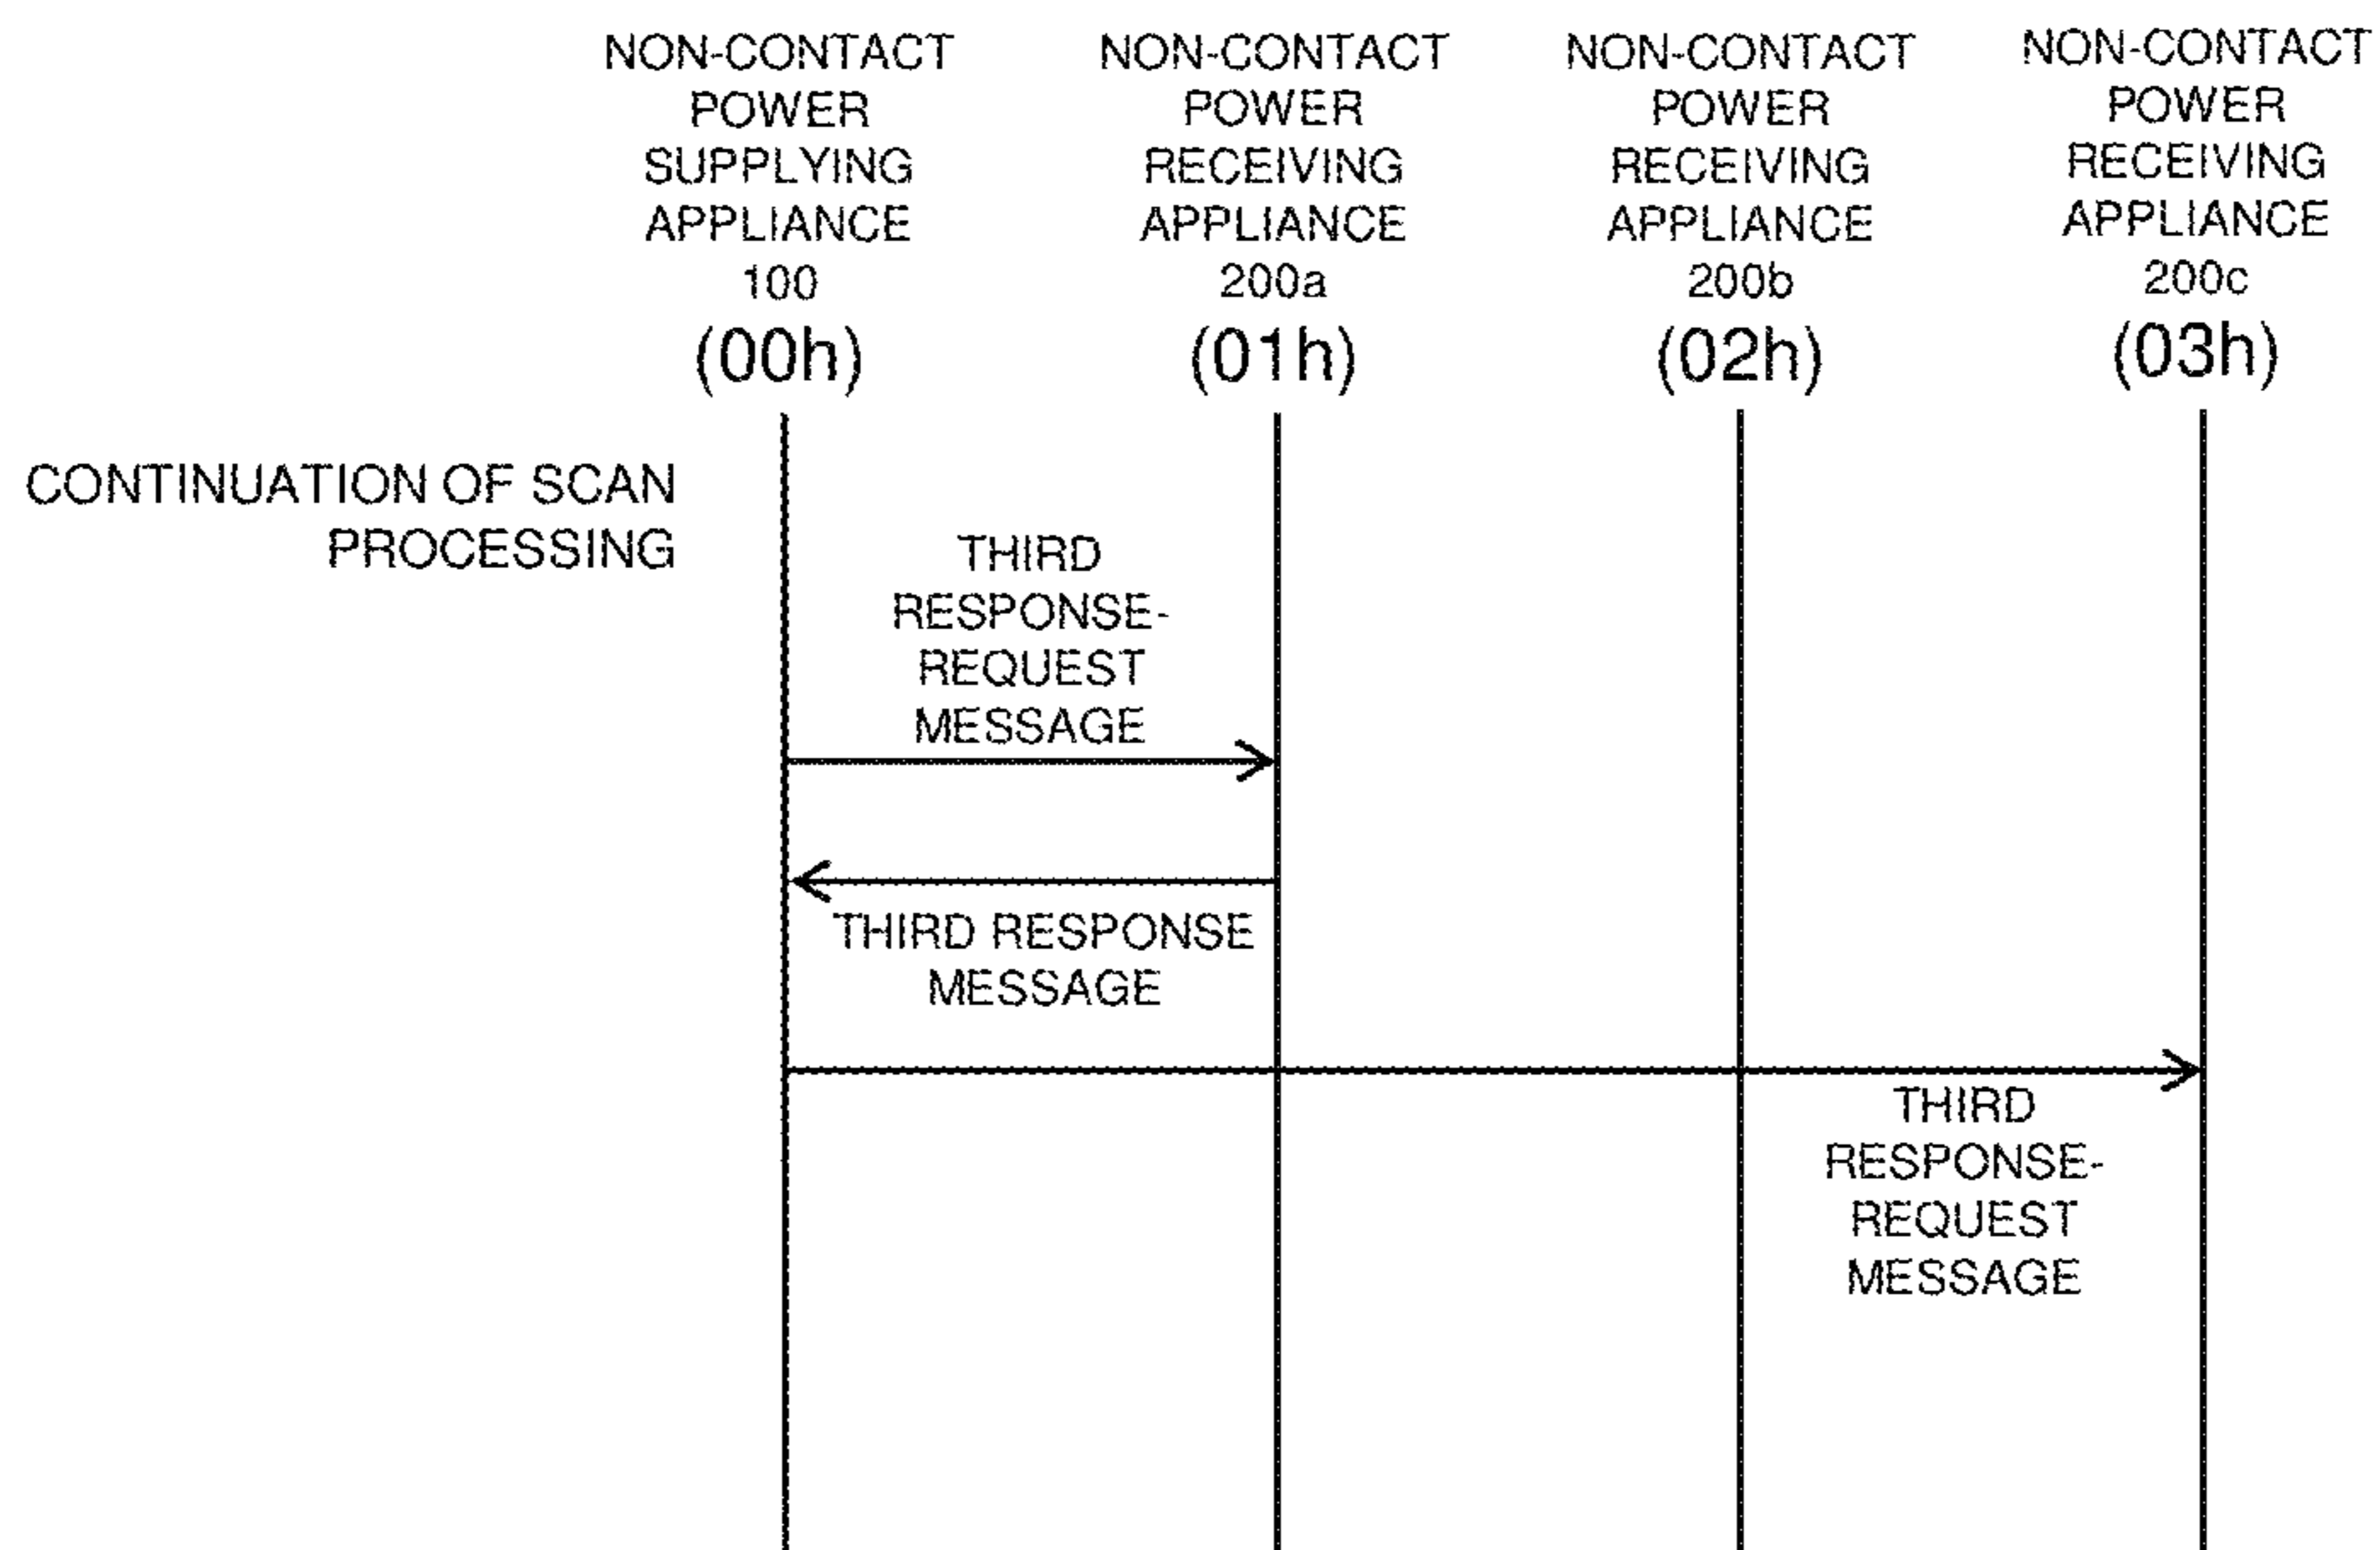 NON-CONTACT
POWER
SUPPLYING
APPLIANCE
100
(00h)
NON-CONTACT
POWER
RECEIVING
APPLIANCE
200a
(01h)
NON-CONTACT
POWER
RECEIVING
APPLIANCE
200b
(02h)
NON-CONTACT
POWER
RECEIVING
APPLIANCE
200c
(03h)
CONTINUATION OF SCAN
PROCESSING
THIRD
RESPONSE-
REQUEST
MESSAGE
THIRD RESPONSE
MESSAGE
THIRD
RESPONSE-
REQUEST
MESSAGE